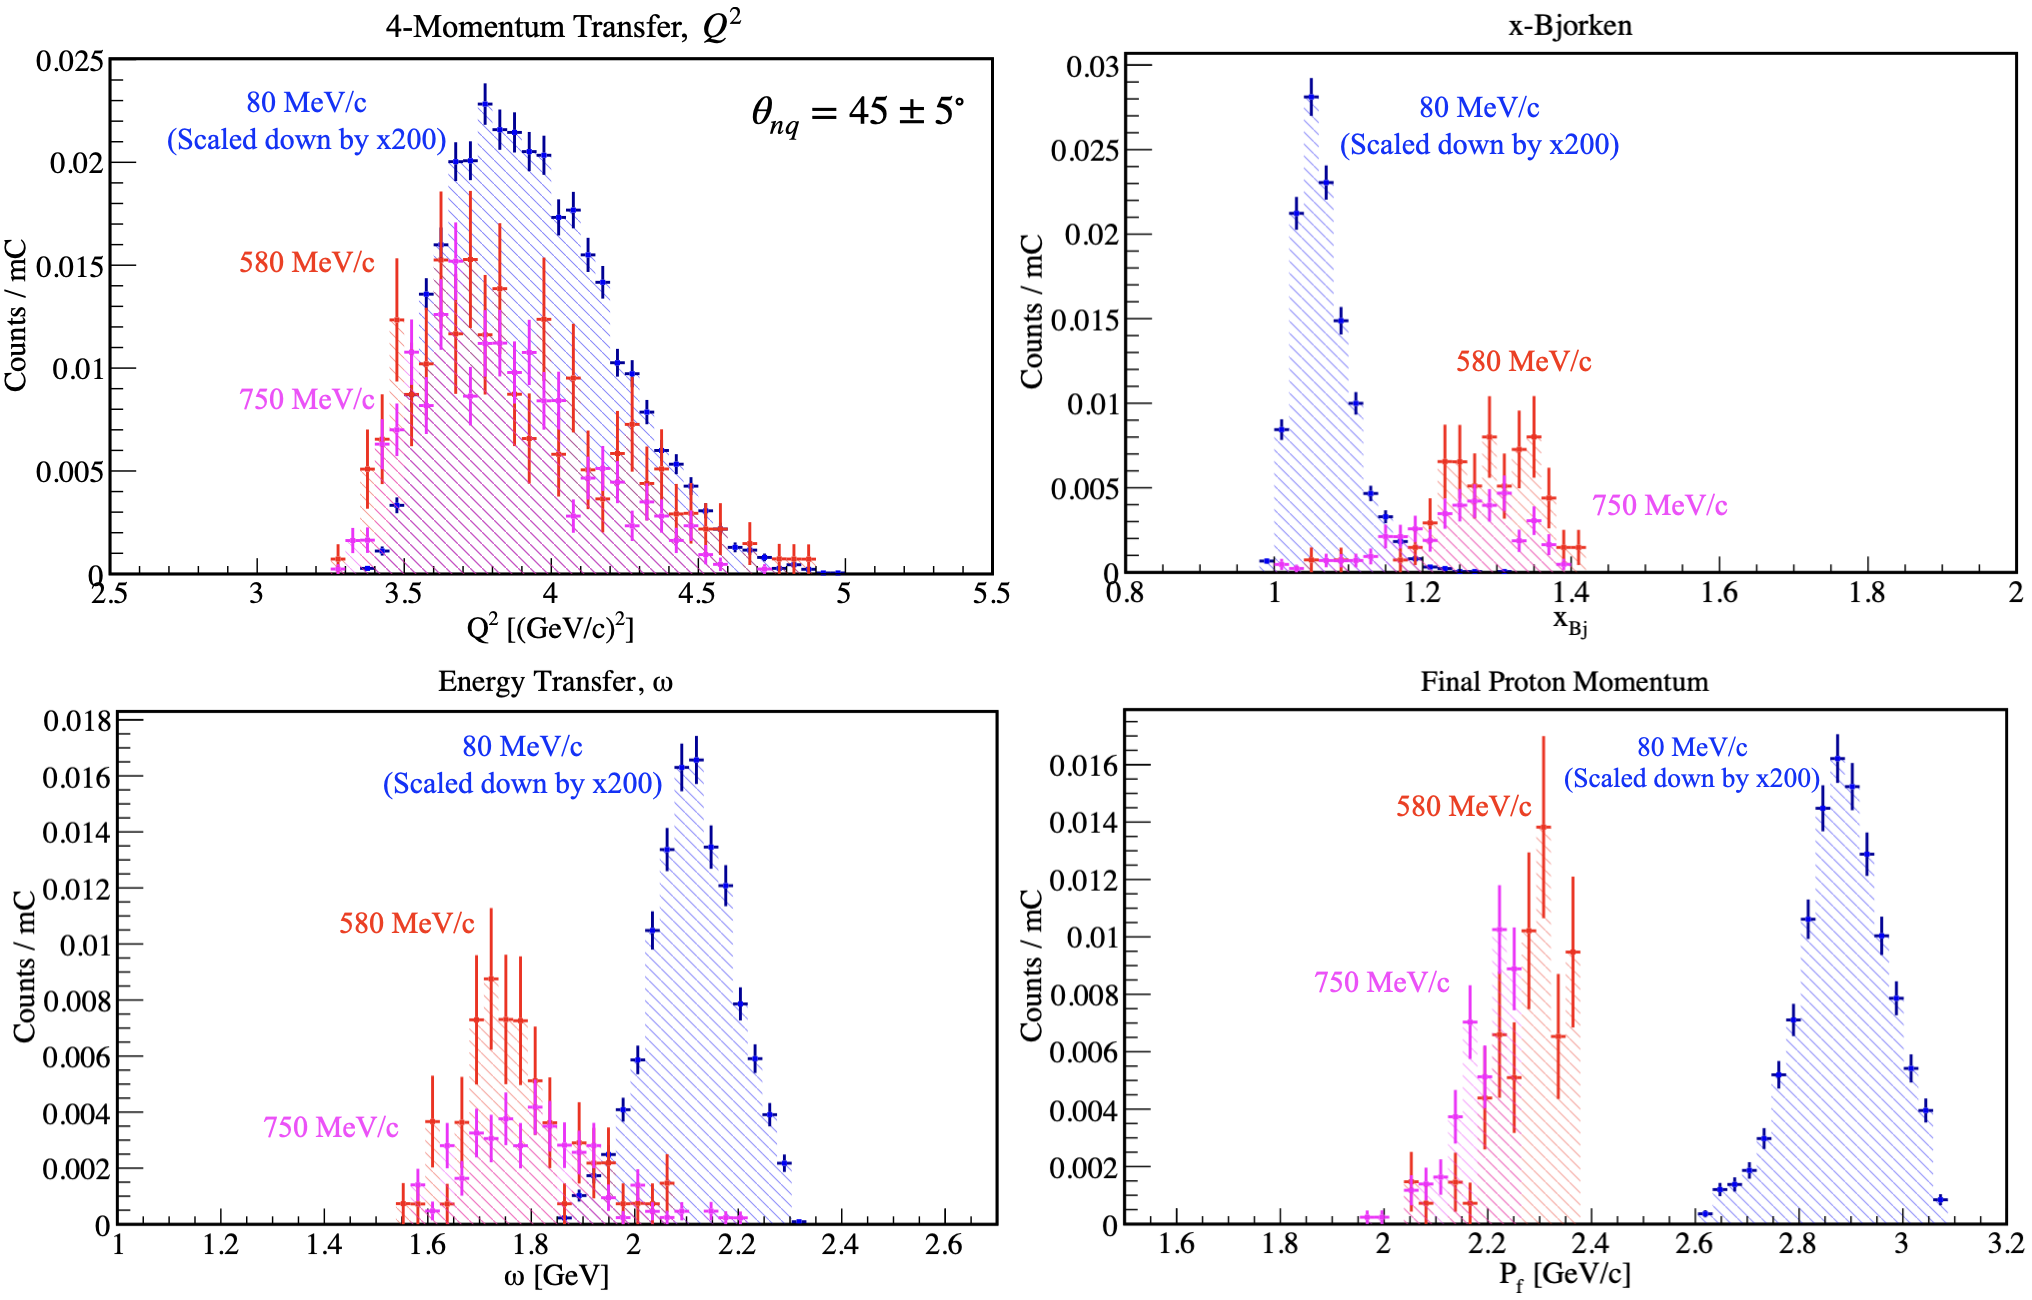 4-Momentum Transfer, Q²
0.025
0.02
0.015
0.01
0.005
0
Counts / mC
80 MeV/c
(Scaled down by x200)
θnq = 45 ± 5°
580 MeV/c
750 MeV/c
2.5 3 3.5 4 4.5 5 5.5
Q² [(GeV/c)²]
x-Bjorken
0.03
0.025
0.02
0.015
0.01
0.005
0
Counts / mC
80 MeV/c
(Scaled down by x200)
580 MeV/c
750 MeV/c
0.8 1 1.2 1.4 1.6 1.8 2
xBj
Energy Transfer, ω
0.018
0.016
0.014
0.012
0.01
0.008
0.006
0.004
0.002
0
Counts / mC
80 MeV/c
(Scaled down by x200)
580 MeV/c
750 MeV/c
1 1.2 1.4 1.6 1.8 2 2.2 2.4 2.6
ω [GeV]
Final Proton Momentum
0.016
0.014
0.012
0.01
0.008
0.006
0.004
0.002
0
Counts / mC
80 MeV/c
(Scaled down by x200)
580 MeV/c
750 MeV/c
1.6 1.8 2 2.2 2.4 2.6 2.8 3 3.2
Pf [GeV/c]